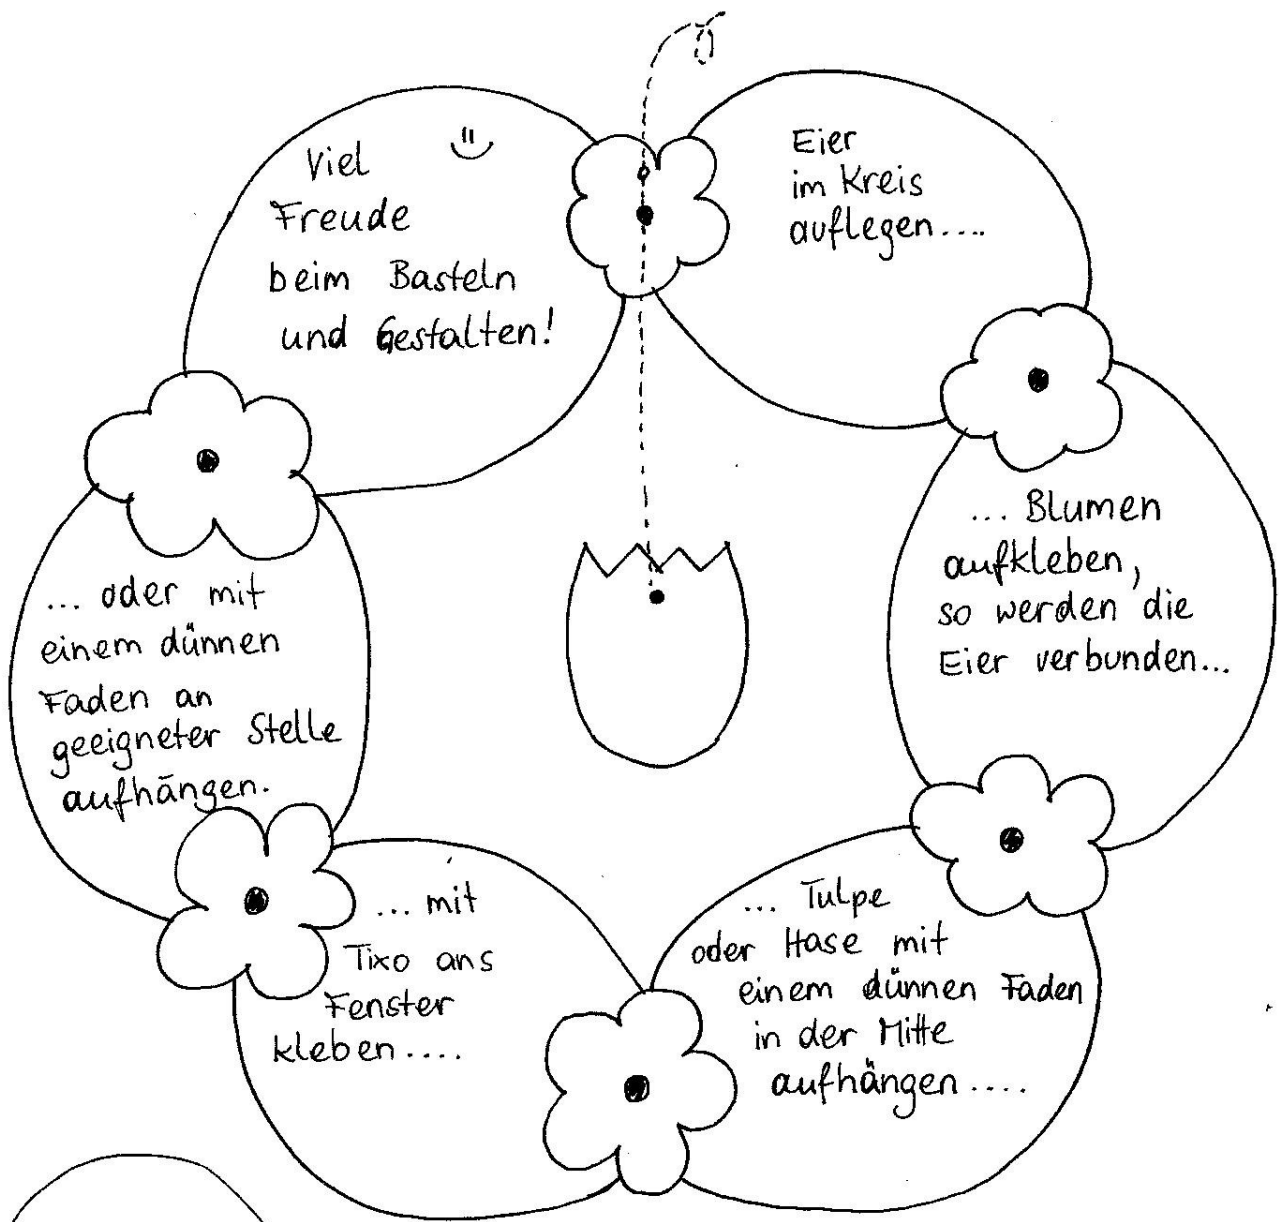 Eier
im Kreis
auflegen....
... Blumen
aufkleben,
so werden die
Eier verbunden...
... Tulpe
oder Hase mit
einem dünnen Faden
in der Mitte
aufhängen....
... mit
Tixo ans
Fenster
kleben....
... oder mit
einem dünnen
Faden an
geeigneter Stelle
aufhängen.
Viel
Freude
beim Basteln
und Gestalten!